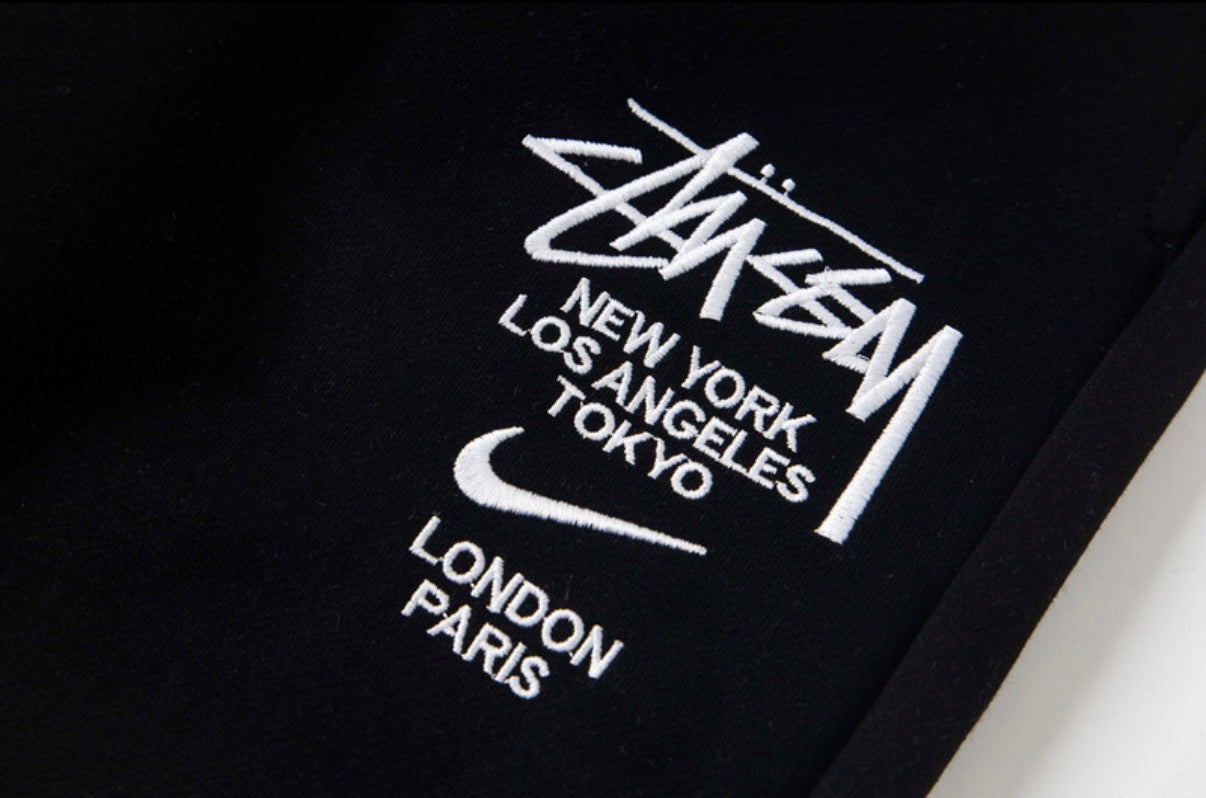 Stüssy
NEW YORK
LOS ANGELES
TOKYO
LONDON
PARIS